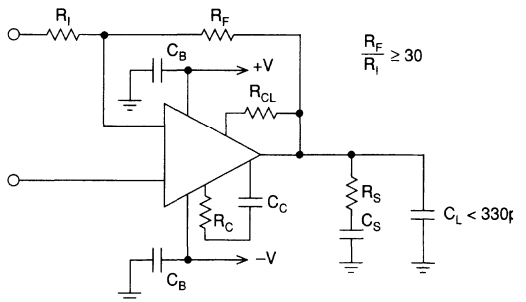 R_I
R_F
C_B
+V
R_F / R_I ≥ 30
R_CL
R_C
C_C
R_S
C_S
C_L < 330p
C_B
−V